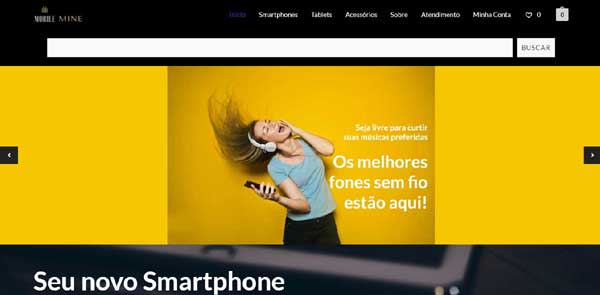 MOBILE MINE
Início Smartphones Tablets Acessórios Sobre Atendimento Minha Conta 0 0
BUSCAR
Seja livre para curtir
suas músicas preferidas
Os melhores
fones sem fio
estão aqui!
Seu novo Smartphone